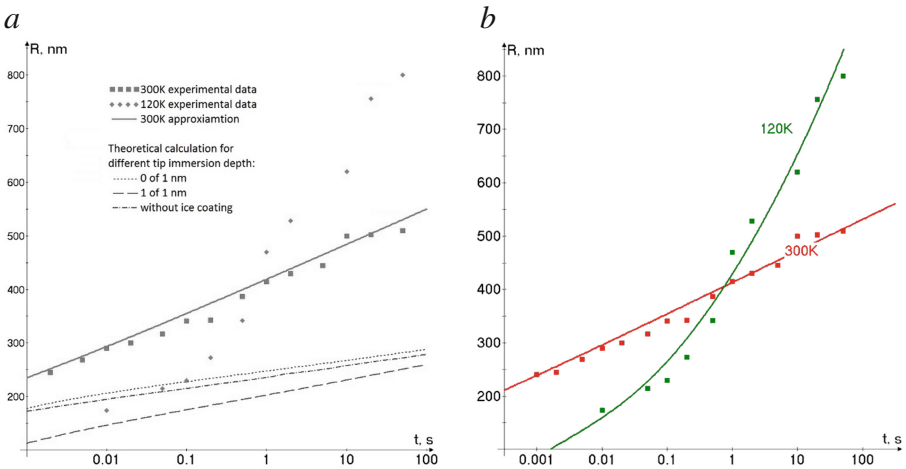 a
R, nm
800
700
600
500
400
300
200
300K experimental data
120K experimental data
300K approxiamtion
Theoretical calculation for
different tip immersion depth:
0 of 1 nm
1 of 1 nm
without ice coating
t, s
0.01
0.1
1
10
100
b
R, nm
800
700
600
500
400
300
200
120K
300K
t, s
0.001
0.01
0.1
1
10
100